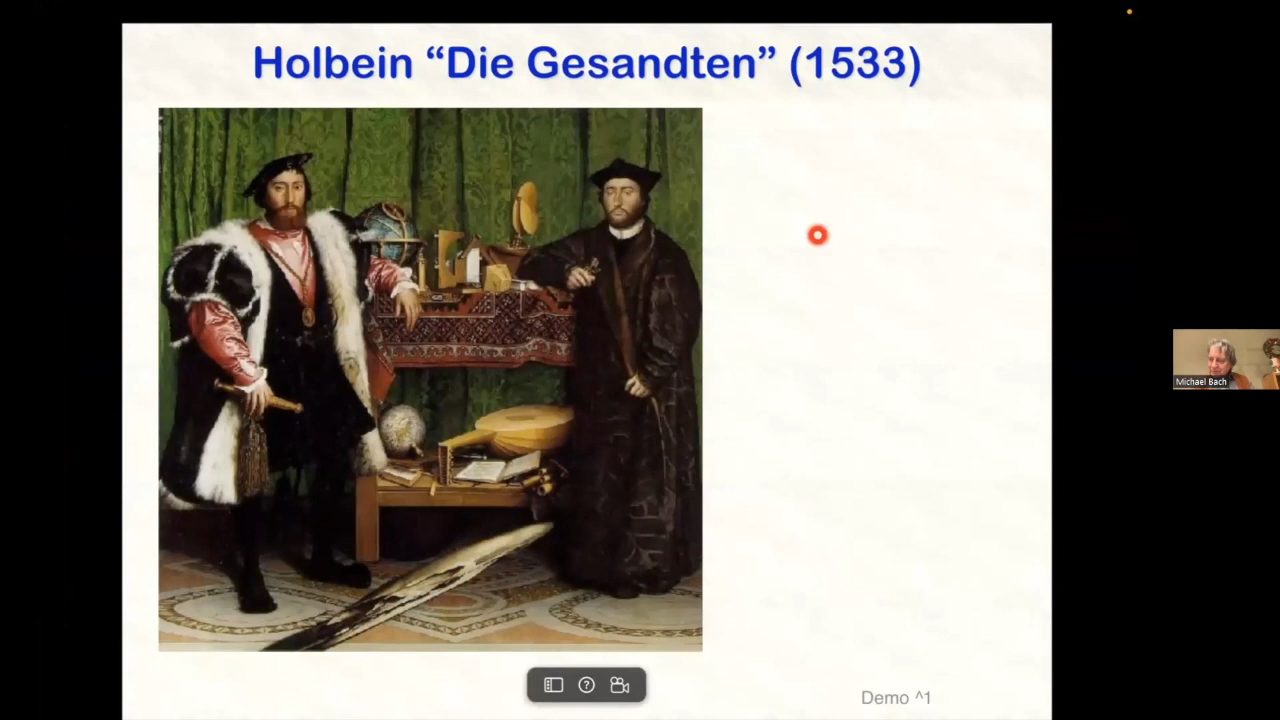 Holbein “Die Gesandten” (1533)
Michael Bach
Demo ^1